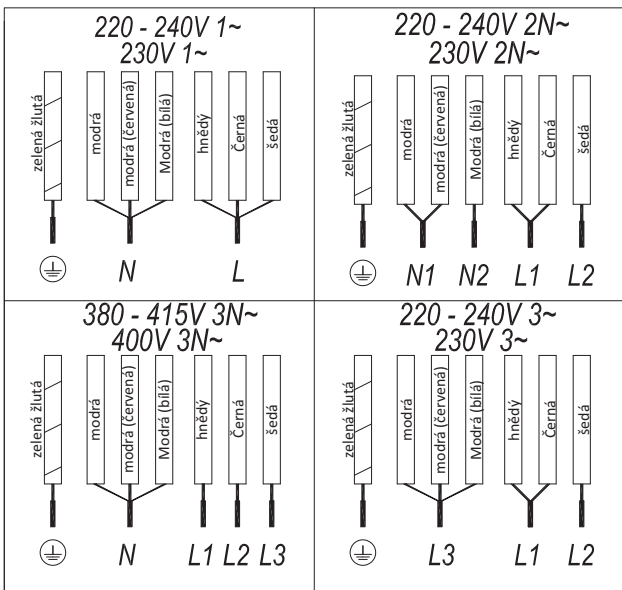 220 - 240V 1~
230V 1~
zelená žlutá
modrá
modrá (červená)
Modrá (bílá)
hnědý
Černá
šedá
N
L
220 - 240V 2N~
230V 2N~
zelená žlutá
modrá
modrá (červená)
Modrá (bílá)
hnědý
Černá
šedá
N1 N2 L1 L2
380 - 415V 3N~
400V 3N~
zelená žlutá
modrá
modrá (červená)
Modrá (bílá)
hnědý
Černá
šedá
N L1 L2 L3
220 - 240V 3~
230V 3~
zelená žlutá
modrá
modrá (červená)
Modrá (bílá)
hnědý
Černá
šedá
L3 L1 L2